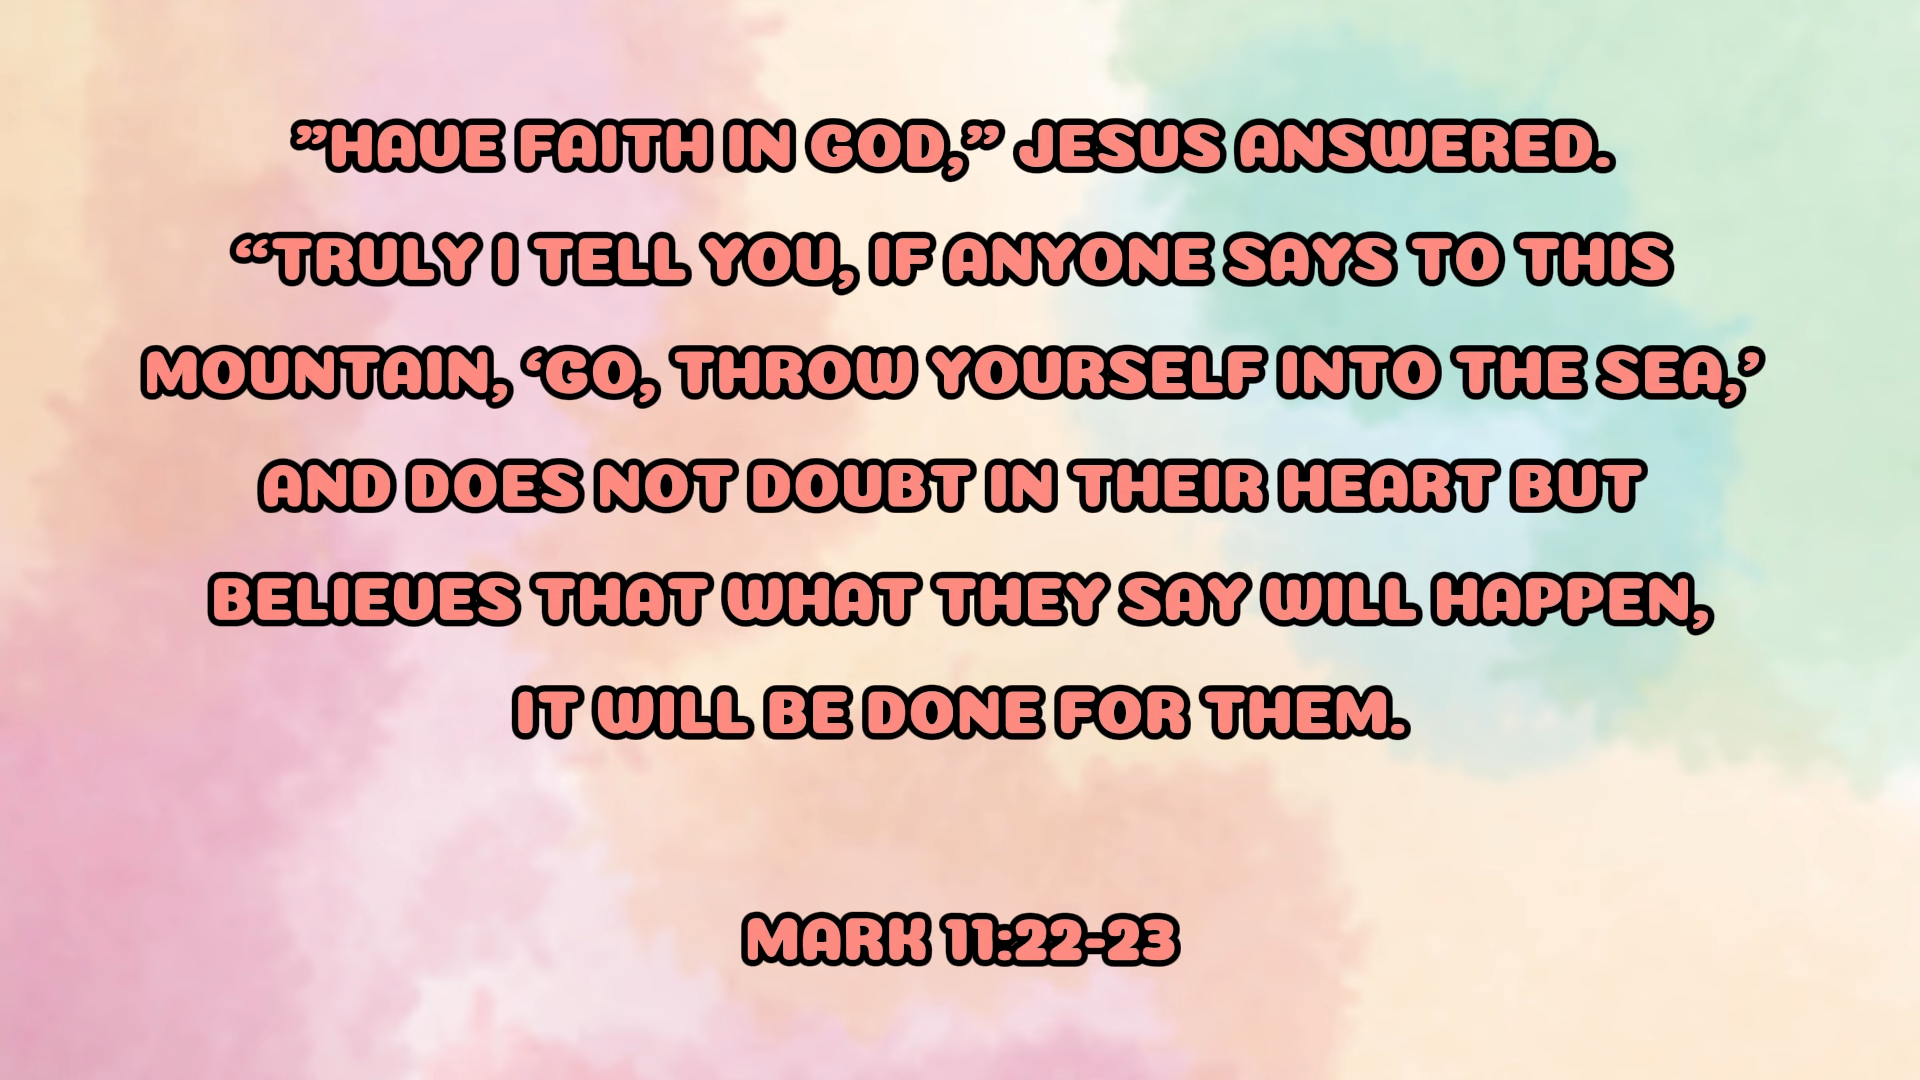 ”HAVE FAITH IN GOD,” JESUS ANSWERED.
“TRULY I TELL YOU, IF ANYONE SAYS TO THIS
MOUNTAIN, ‘GO, THROW YOURSELF INTO THE SEA,’
AND DOES NOT DOUBT IN THEIR HEART BUT
BELIEVES THAT WHAT THEY SAY WILL HAPPEN,
IT WILL BE DONE FOR THEM.
MARK 11:22-23